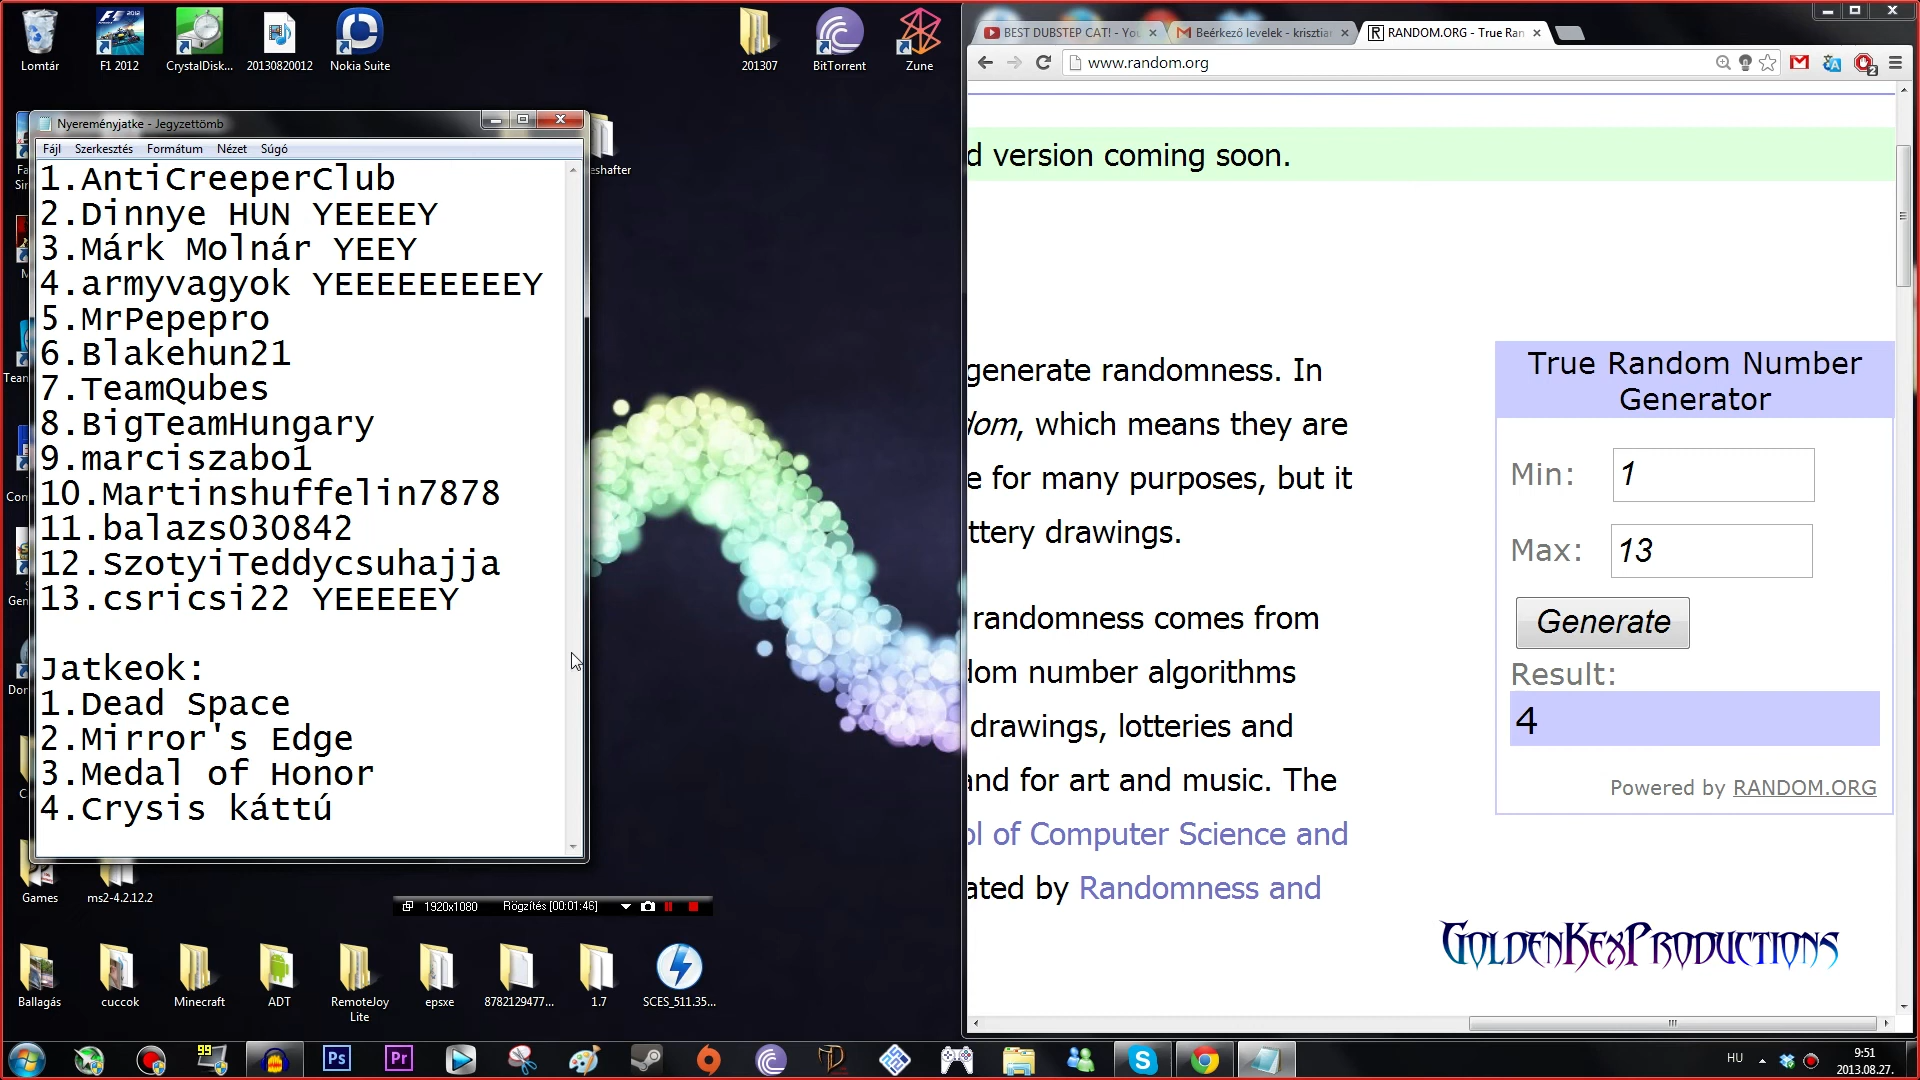 Lomtár
F1 2012
CrystalDisk...
20130820012
Nokia Suite
201307
BitTorrent
Zune
Nyereményjatke - Jegyzettömb
Fájl Szerkesztés Formátum Nézet Súgó
1.AntiCreeperClub
2.Dinnye HUN YEEEEY
3.Márk Molnár YEEY
4.armyvagyok YEEEEEEEEEEY
5.MrPepepro
6.Blakehun21
7.TeamQubes
8.BigTeamHungary
9.marciszabo1
10.Martinshuffelin7878
11.balazs030842
12.SzotyiTeddycsuhajja
13.csricsi22 YEEEEEY
Jatkeok:
1.Dead Space
2.Mirror's Edge
3.Medal of Honor
4.Crysis káttú
eshafter
Games
ms2-4.2.12.2
1920x1080 Rögzítés [00:01:46]
Ballagás
cuccok
Minecraft
ADT
RemoteJoy
Lite
epsxe
8782129477...
1.7
SCES_511.35...
BEST DUBSTEP CAT! - You
Beérkező levelek - krisztian
RANDOM.ORG - True Ran
www.random.org
d version coming soon.
generate randomness. In
dom, which means they are
e for many purposes, but it
ttery drawings.
randomness comes from
dom number algorithms
drawings, lotteries and
and for art and music. The
ol of Computer Science and
ated by Randomness and
True Random Number
Generator
Min: 1
Max: 13
Generate
Result:
4
Powered by RANDOM.ORG
GoldenKeyProductions
99
Ps
Pr
HU
9:51
2013.08.27.